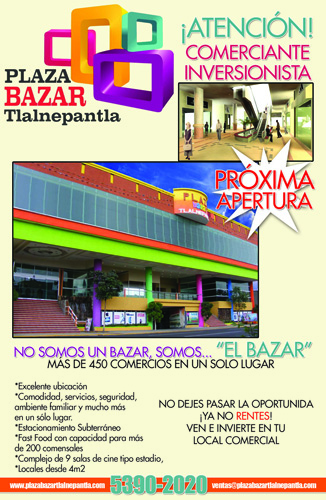 PLAZA
BAZAR
Tlalnepantla
¡ATENCIÓN!
COMERCIANTE
INVERSIONISTA
PRÓXIMA
APERTURA
NO SOMOS UN BAZAR, SOMOS... "EL BAZAR"
MÁS DE 450 COMERCIOS EN UN SOLO LUGAR
*Excelente ubicación
*Comodidad, servicios, seguridad,
ambiente familiar y mucho más
en un sólo lugar.
*Estacionamiento Subterráneo
*Fast Food con capacidad para más
de 200 comensales
*Complejo de 9 salas de cine tipo estadio,
*Locales desde 4m2
NO DEJES PASAR LA OPORTUNIDA
¡YA NO RENTES!
VEN E INVIERTE EN TU
LOCAL COMERCIAL
www.plazabazartlalnepantla.com 5390-2020 ventas@plazabazartlalnepantla.com